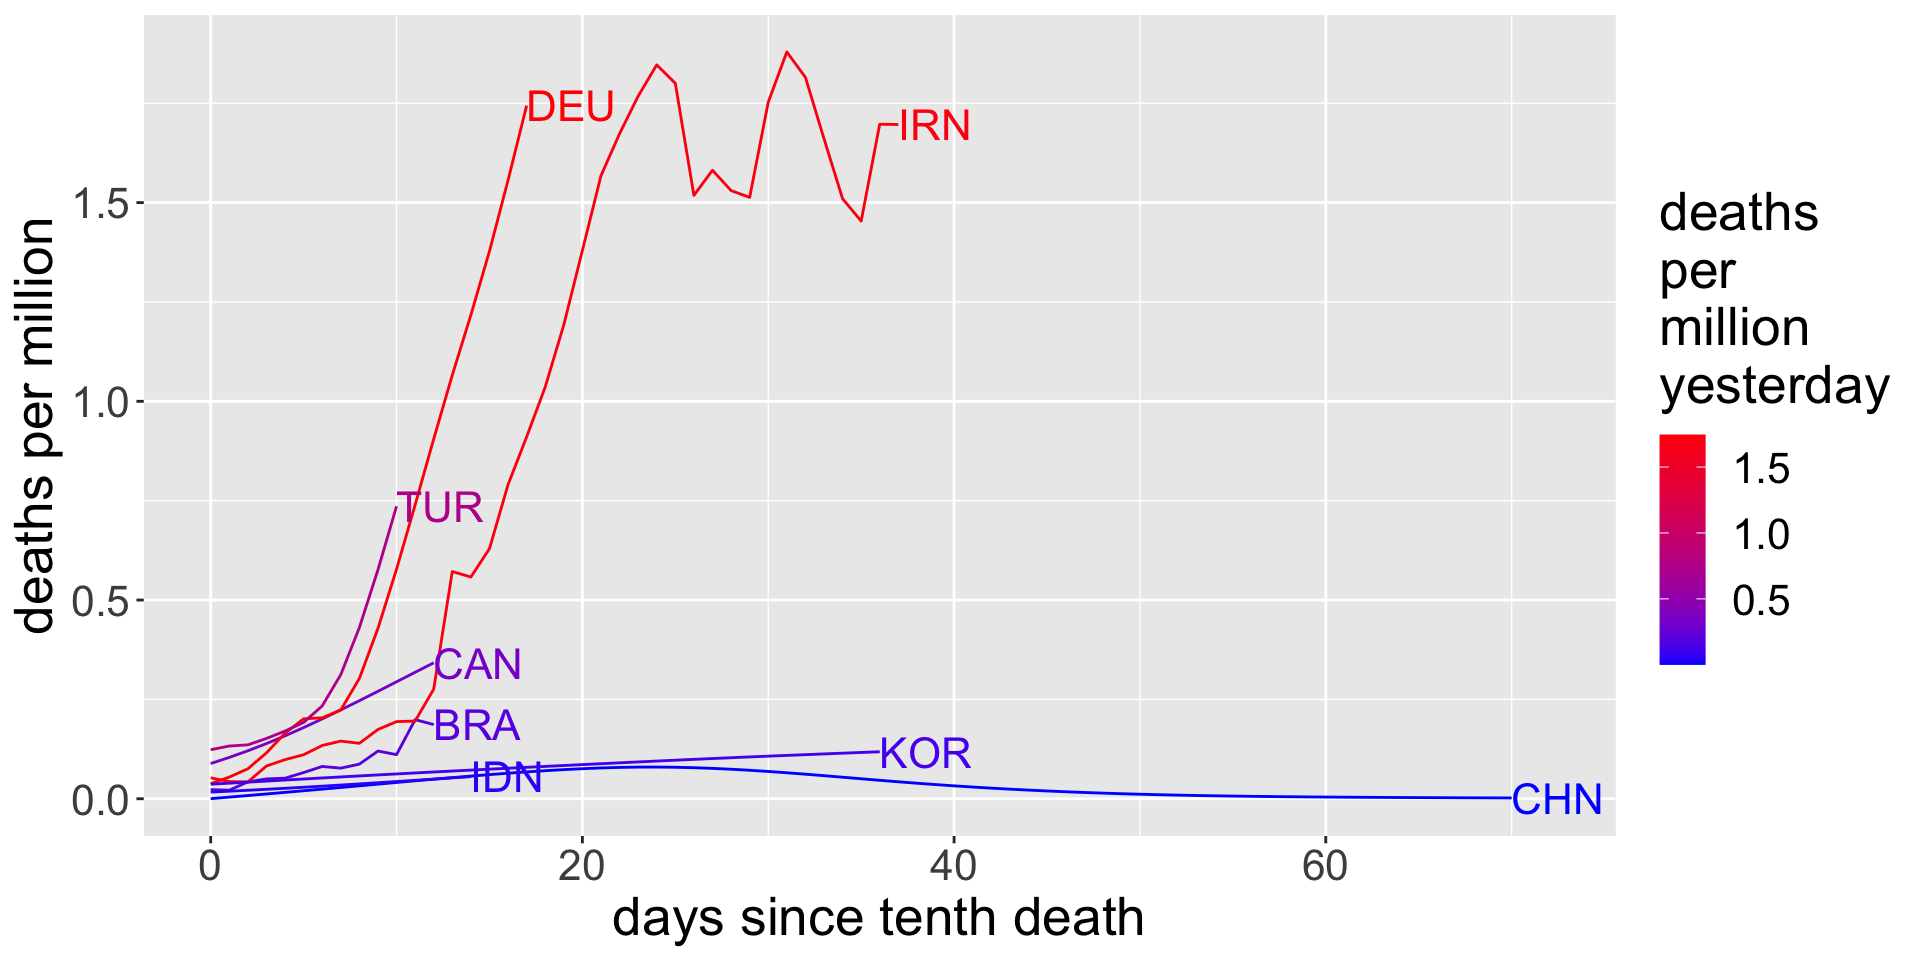 deaths per million
1.5
1.0
0.5
0.0
DEU
IRN
TUR
CAN
BRA
KOR
IDN
CHN
0
20
40
60
days since tenth death
deaths
per
million
yesterday
1.5
1.0
0.5